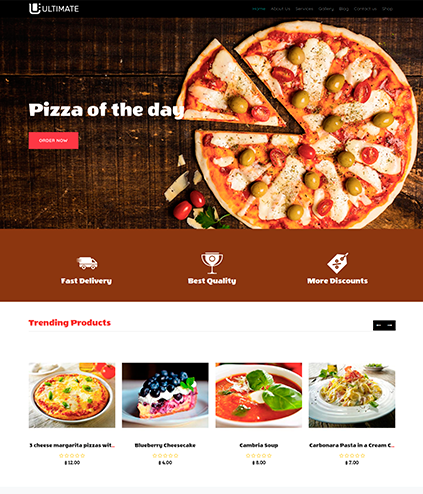 ULTIMATE
Home About Us Services Gallery Blog Contact us Shop
Pizza of the day
ORDER NOW
Fast Delivery Best Quality More Discounts
Trending Products
3 cheese margarita pizzas wit... Blueberry Cheesecake Cambria Soup Carbonara Pasta in a Cream C...
$ 12.00 $ 4.00 $ 5.00 $ 7.00